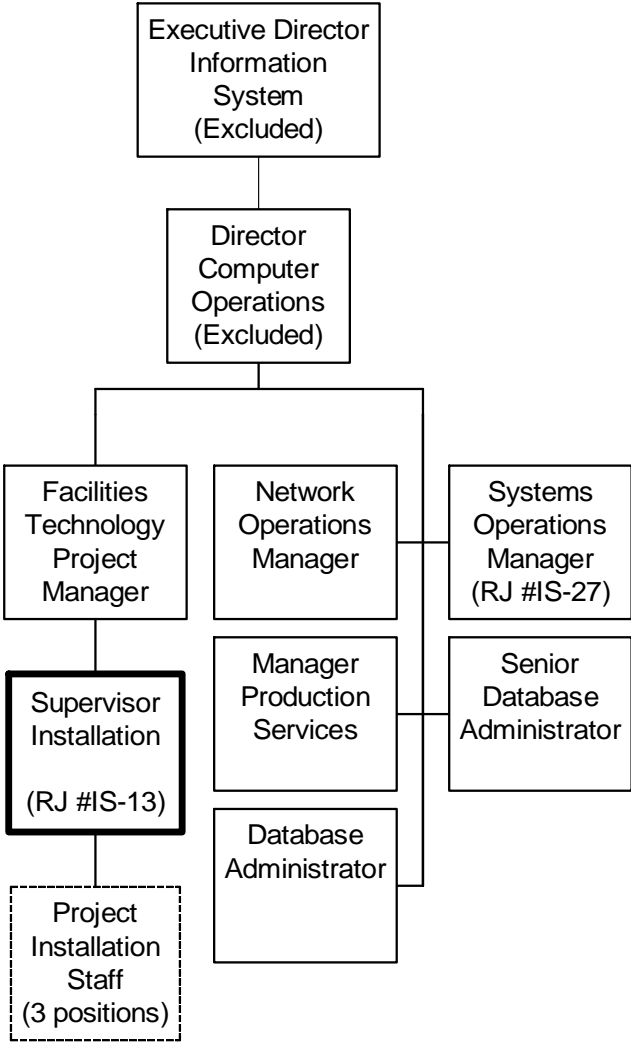 Executive Director
Information
System
(Excluded)
Director
Computer
Operations
(Excluded)
Facilities
Technology
Project
Manager
Network
Operations
Manager
Systems
Operations
Manager
(RJ #IS-27)
Supervisor
Installation
(RJ #IS-13)
Manager
Production
Services
Senior
Database
Administrator
Database
Administrator
Project
Installation
Staff
(3 positions)